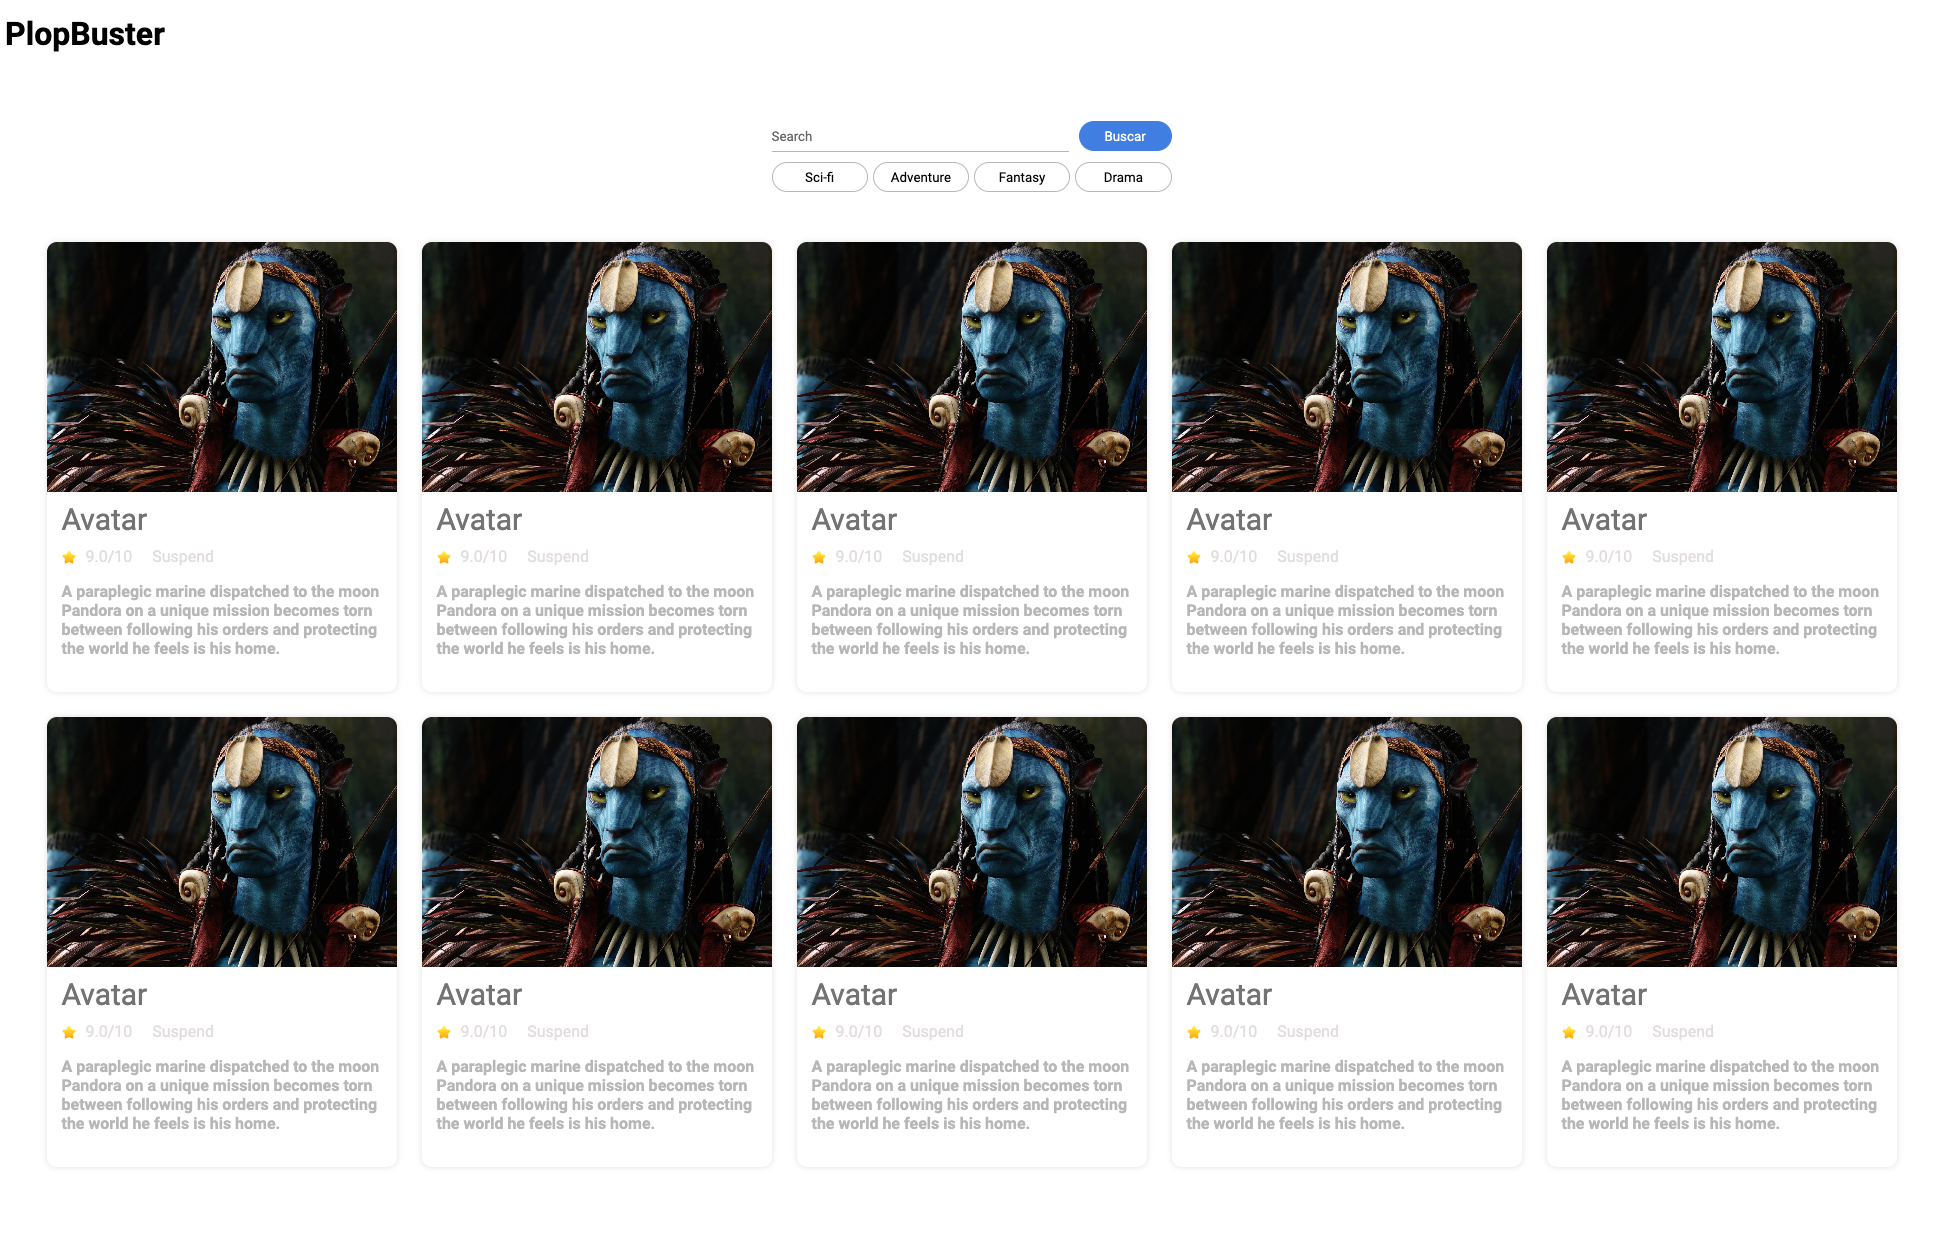 PlopBuster
Search
Buscar
Sci-fi
Adventure
Fantasy
Drama
Avatar
9.0/10 Suspend
A paraplegic marine dispatched to the moon
Pandora on a unique mission becomes torn
between following his orders and protecting
the world he feels is his home.
Avatar
9.0/10 Suspend
A paraplegic marine dispatched to the moon
Pandora on a unique mission becomes torn
between following his orders and protecting
the world he feels is his home.
Avatar
9.0/10 Suspend
A paraplegic marine dispatched to the moon
Pandora on a unique mission becomes torn
between following his orders and protecting
the world he feels is his home.
Avatar
9.0/10 Suspend
A paraplegic marine dispatched to the moon
Pandora on a unique mission becomes torn
between following his orders and protecting
the world he feels is his home.
Avatar
9.0/10 Suspend
A paraplegic marine dispatched to the moon
Pandora on a unique mission becomes torn
between following his orders and protecting
the world he feels is his home.
Avatar
9.0/10 Suspend
A paraplegic marine dispatched to the moon
Pandora on a unique mission becomes torn
between following his orders and protecting
the world he feels is his home.
Avatar
9.0/10 Suspend
A paraplegic marine dispatched to the moon
Pandora on a unique mission becomes torn
between following his orders and protecting
the world he feels is his home.
Avatar
9.0/10 Suspend
A paraplegic marine dispatched to the moon
Pandora on a unique mission becomes torn
between following his orders and protecting
the world he feels is his home.
Avatar
9.0/10 Suspend
A paraplegic marine dispatched to the moon
Pandora on a unique mission becomes torn
between following his orders and protecting
the world he feels is his home.
Avatar
9.0/10 Suspend
A paraplegic marine dispatched to the moon
Pandora on a unique mission becomes torn
between following his orders and protecting
the world he feels is his home.